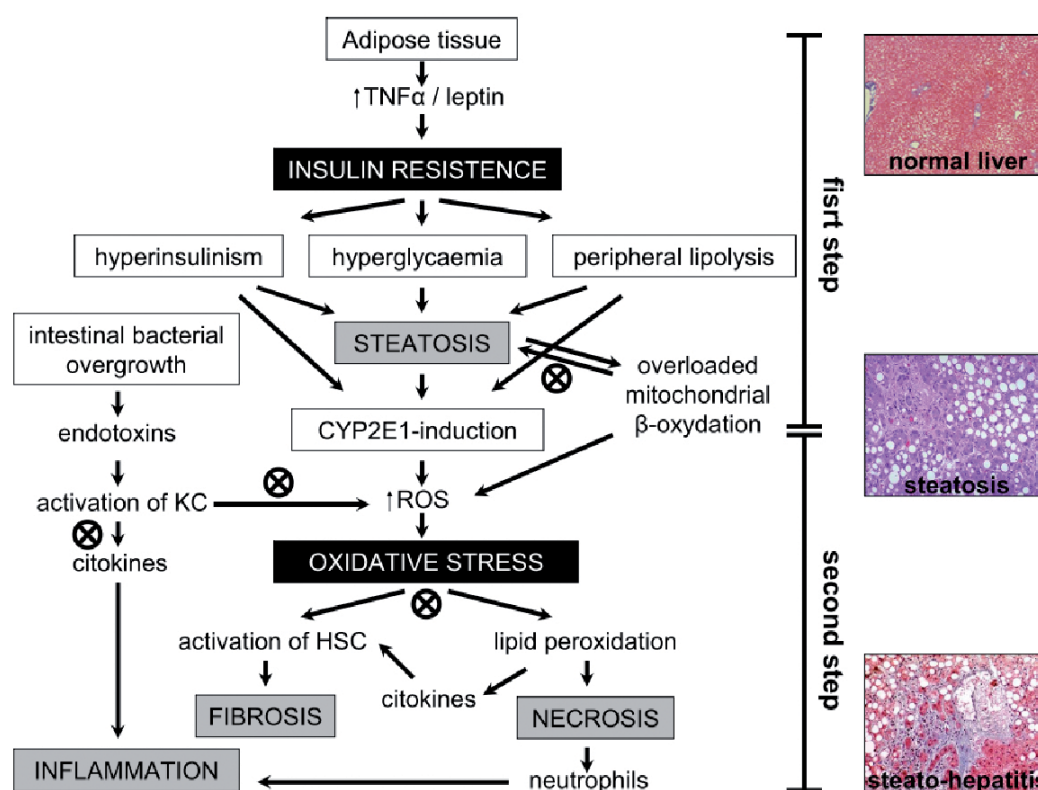 Adipose tissue
↑TNFα / leptin
INSULIN RESISTENCE
hyperinsulinism
hyperglycaemia
peripheral lipolysis
intestinal bacterial
overgrowth
STEATOSIS
overloaded
mitochondrial
β-oxydation
endotoxins
CYP2E1-induction
activation of KC
↑ROS
citokines
OXIDATIVE STRESS
activation of HSC
lipid peroxidation
citokines
FIBROSIS
NECROSIS
INFLAMMATION
neutrophils
fisrt step
second step
normal liver
steatosis
steato-hepatitis